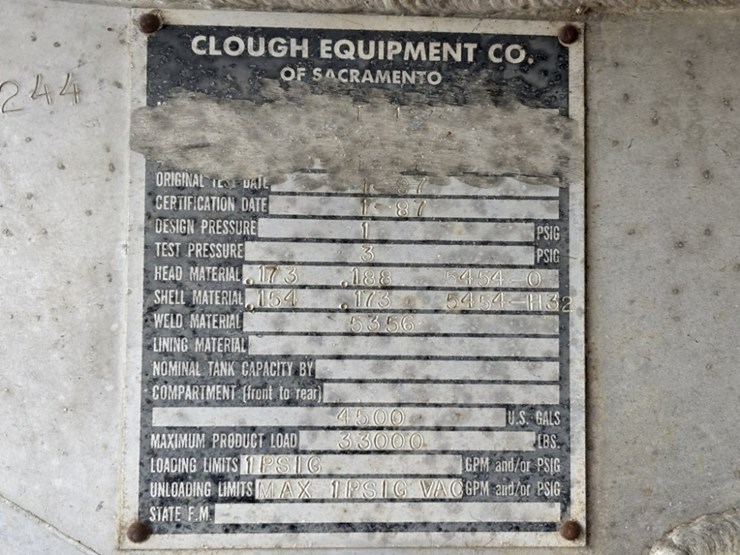 CLOUGH EQUIPMENT CO.
OF SACRAMENTO
244
ORIGINAL TEST DATE
CERTIFICATION DATE
DESIGN PRESSURE 1 PSIG
TEST PRESSURE 3 PSIG
HEAD MATERIAL .173 .188 5454-O
SHELL MATERIAL .154 .173 5454-H32
WELD MATERIAL 5356
LINING MATERIAL
NOMINAL TANK CAPACITY BY
COMPARTMENT (front to rear)
4500 U.S. GALS
MAXIMUM PRODUCT LOAD 33000 LBS.
LOADING LIMITS 1PSIG GPM and/or PSIG
UNLOADING LIMITS MAX 1PSIG VAC GPM and/or PSIG
STATE F.M.